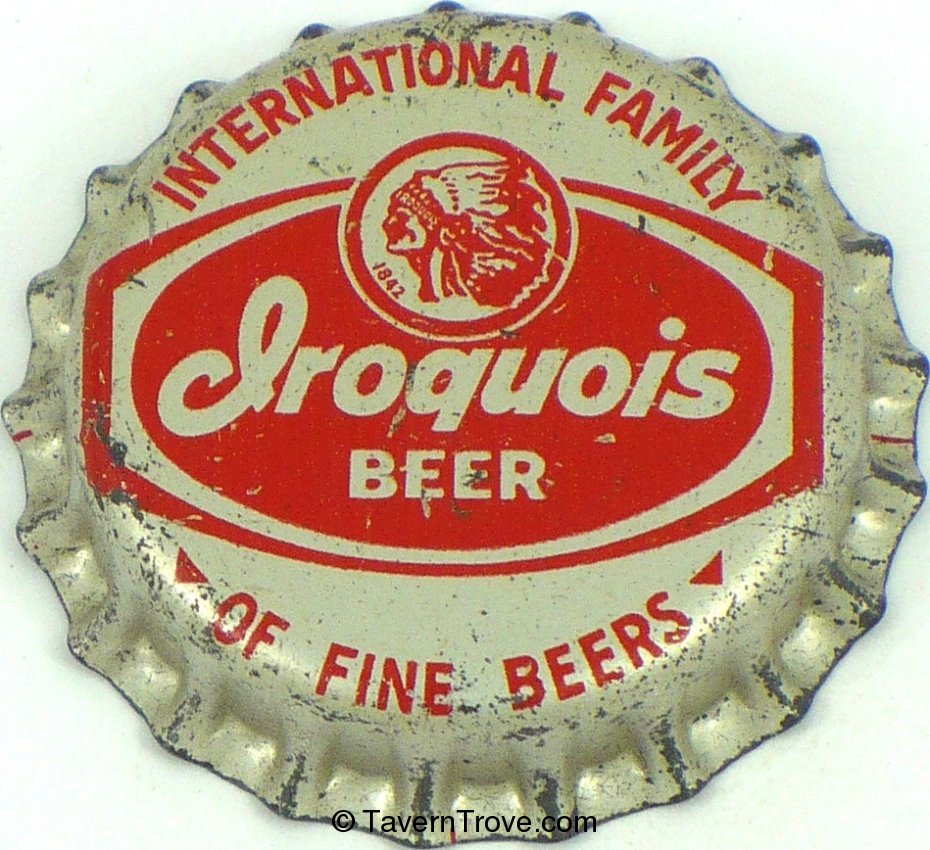 INTERNATIONAL FAMILY
1842
Iroquois
BEER
OF FINE BEERS
© TavernTrove.com